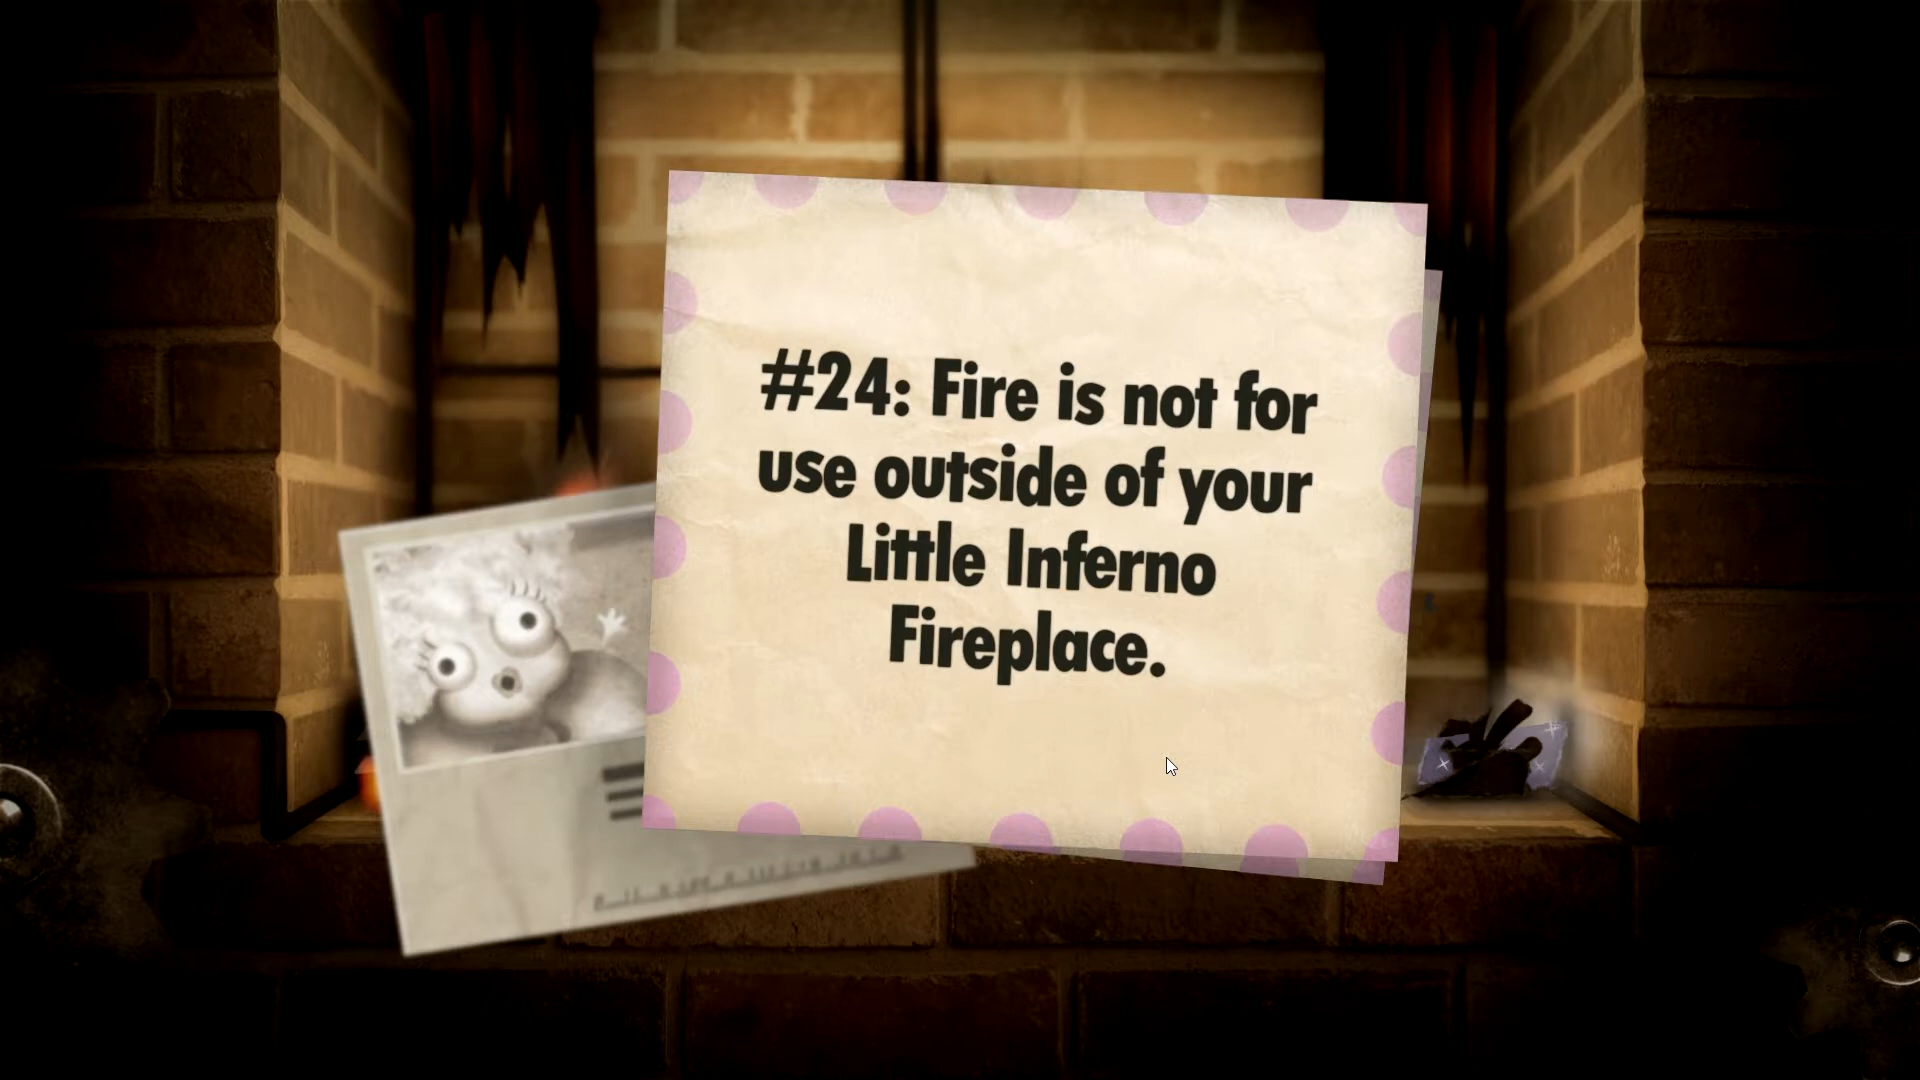 #24: Fire is not for
use outside of your
Little Inferno
Fireplace.